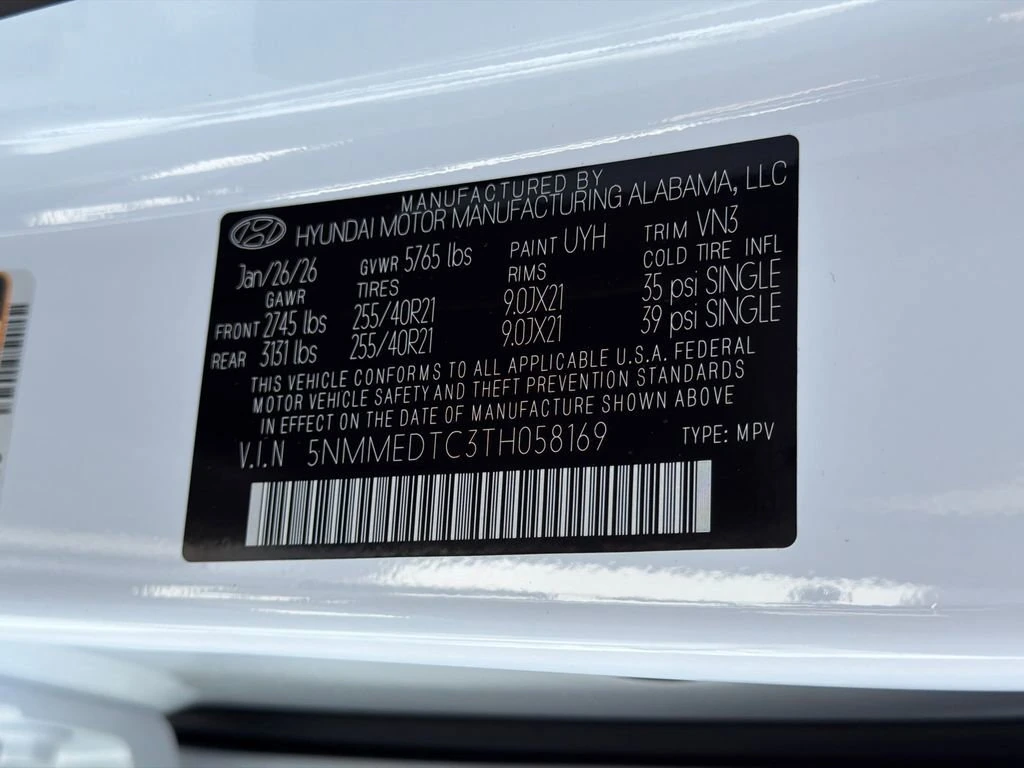 MANUFACTURED BY
HYUNDAI MOTOR MANUFACTURING ALABAMA, LLC
Jan/26/26 GVWR 5765 lbs PAINT UYH TRIM VN3
GAWR TIRES RIMS COLD TIRE INFL
FRONT 2745 lbs 255/40R21 9.0JX21 35 psi SINGLE
REAR 3131 lbs 255/40R21 9.0JX21 39 psi SINGLE
THIS VEHICLE CONFORMS TO ALL APPLICABLE U.S.A. FEDERAL
MOTOR VEHICLE SAFETY AND THEFT PREVENTION STANDARDS
IN EFFECT ON THE DATE OF MANUFACTURE SHOWN ABOVE
V.I.N 5NMMEDTC3TH058169 TYPE: MPV